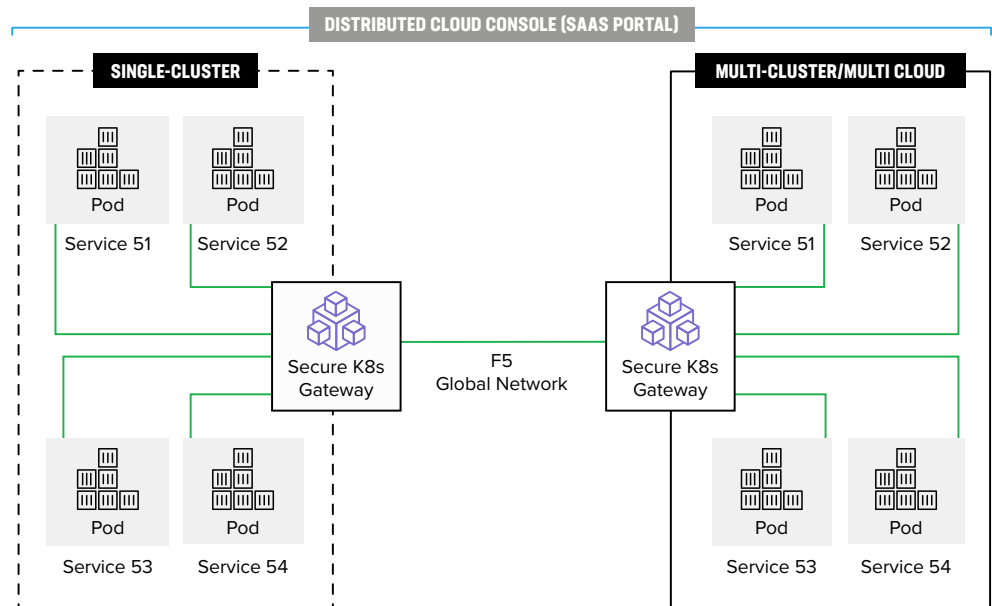 DISTRIBUTED CLOUD CONSOLE (SAAS PORTAL)
SINGLE-CLUSTER
MULTI-CLUSTER/MULTI CLOUD
Pod
Pod
Service 51
Service 52
Pod
Pod
Service 51
Service 52
Secure K8s
Gateway
F5
Global Network
Secure K8s
Gateway
Pod
Pod
Service 53
Service 54
Pod
Pod
Service 53
Service 54